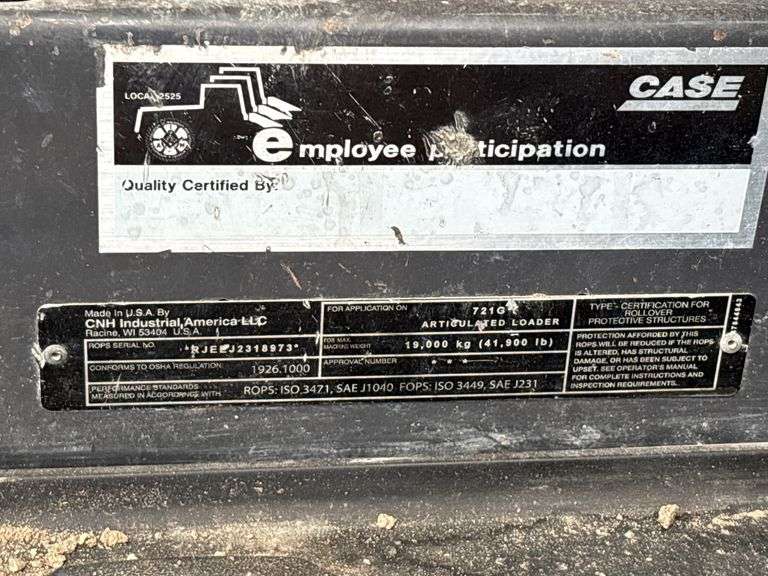 LOCAL 2525
CASE
employee participation
Quality Certified By:
Made in U.S.A. By
CNH Industrial America LLC
Racine, WI 53404 U.S.A.
ROPS SERIAL NO.
CONFORMS TO OSHA REGULATION
1926.1000
PERFORMANCE STANDARDS
MEASURED IN ACCORDANCE WITH
ROPS: ISO 3471, SAE J1040 FOPS: ISO 3449, SAE J231
FOR APPLICATION ON
721G
ARTICULATED LOADER
FOR MAX.
MACHINE WEIGHT
19,000 kg (41,900 lb)
APPROVAL NUMBER
* * *
TYPE - CERTIFICATION FOR
ROLLOVER
PROTECTIVE STRUCTURES
PROTECTION AFFORDED BY THIS
ROPS WILL BE REDUCED IF THE ROPS
IS ALTERED, HAS STRUCTURAL
DAMAGE, OR HAS BEEN SUBJECT TO
UPSET. SEE OPERATOR'S MANUAL
FOR COMPLETE INSTRUCTIONS AND
INSPECTION REQUIREMENTS.